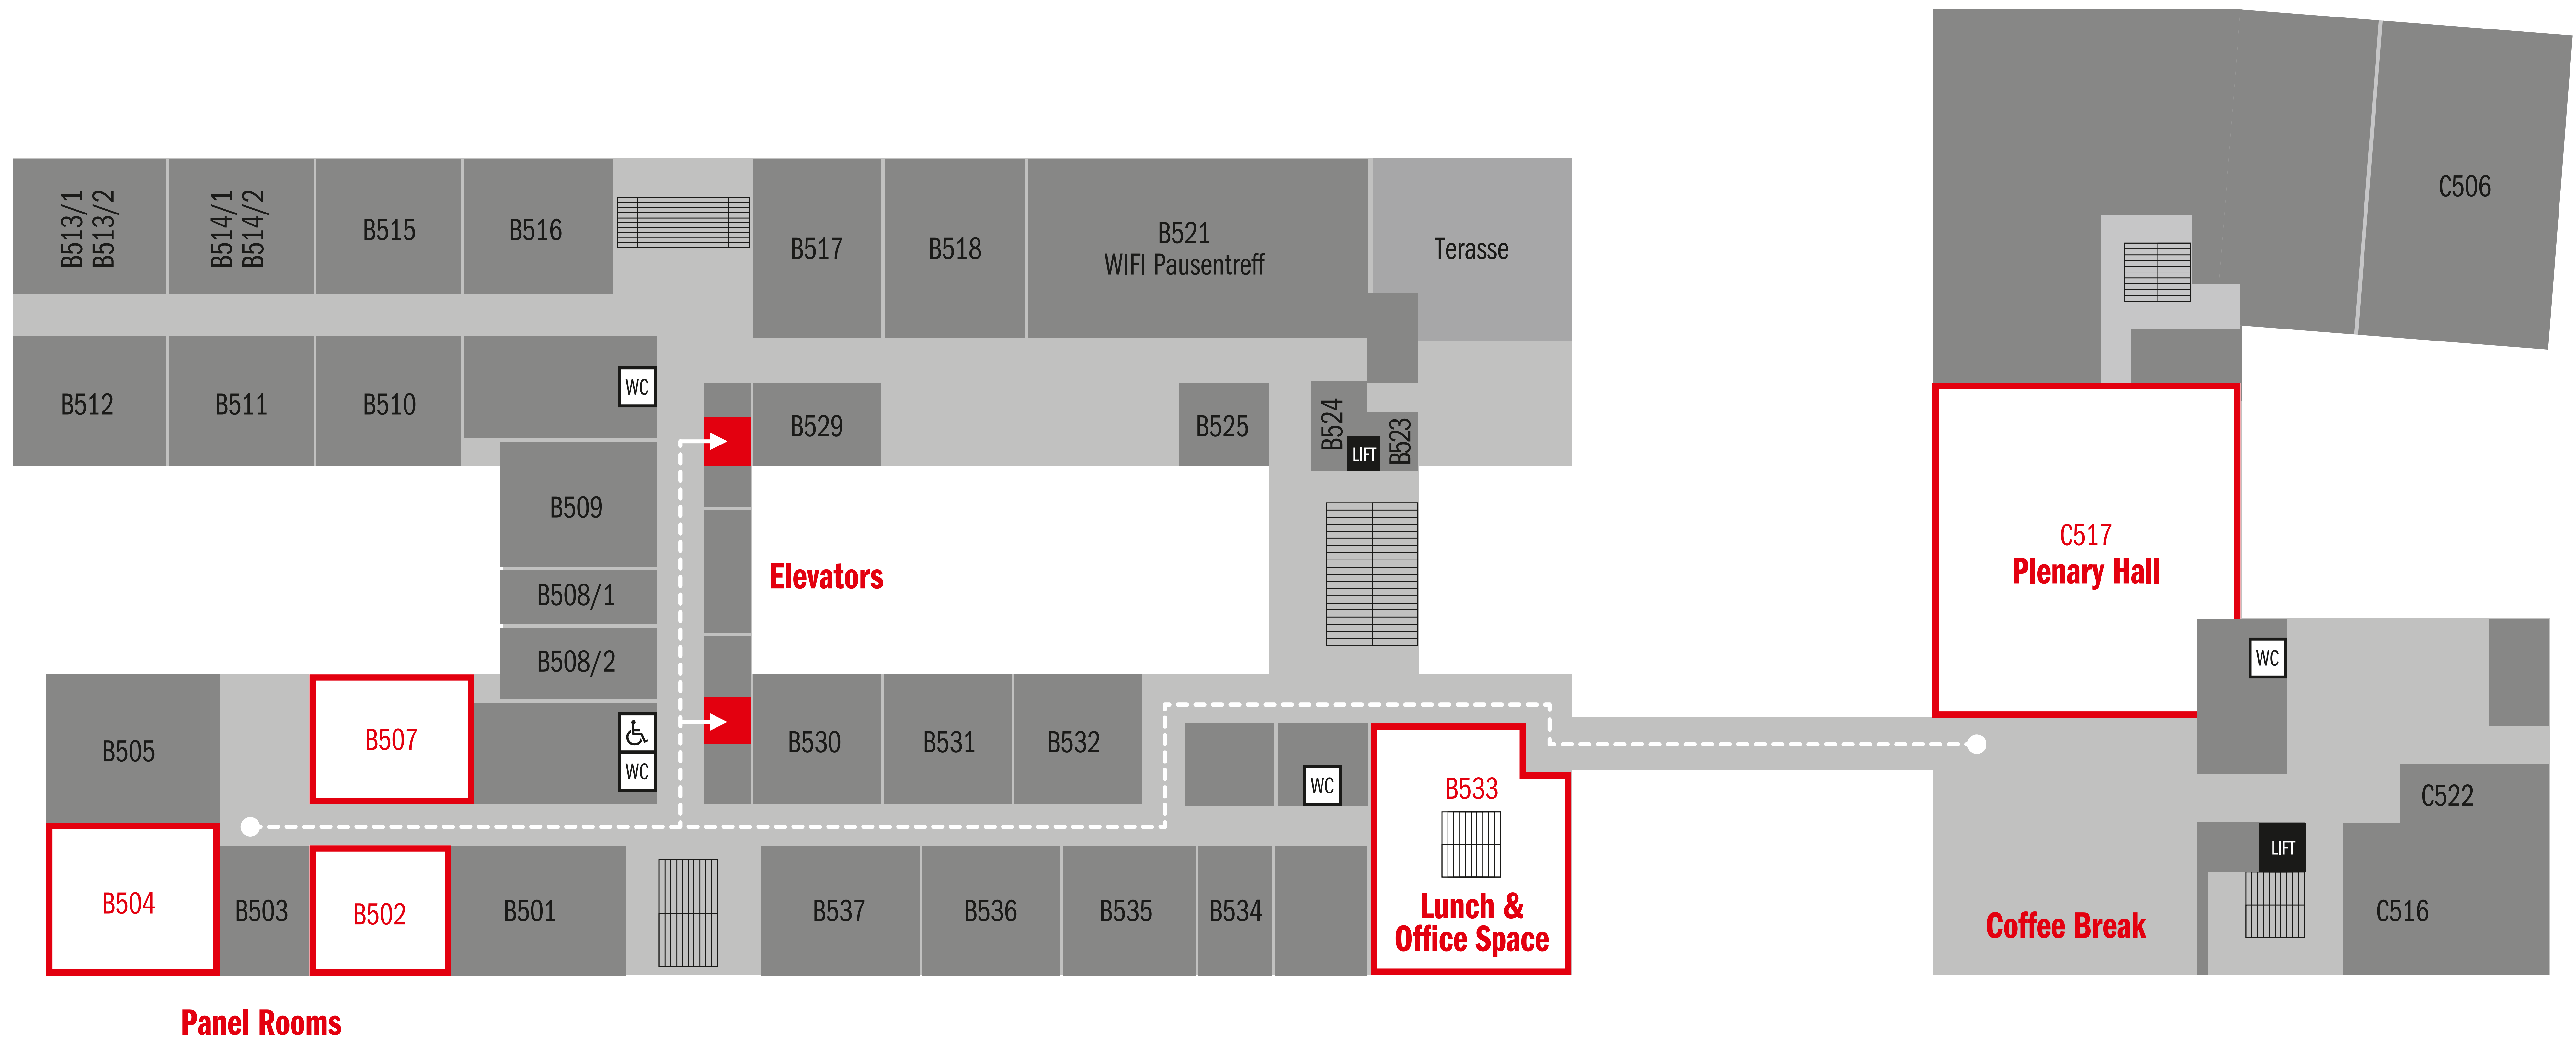 B513/1
B513/2
B514/1
B514/2
B515
B516
B517
B518
B521
WIFI Pausentreff
Terasse
C506
B512
B511
B510
WC
B529
B525
B524
LIFT
B523
B509
B508/1
B508/2
Elevators
C517
Plenary Hall
WC
B505
B507
WC
B530
B531
B532
WC
B533
Lunch &
Office Space
C522
LIFT
C516
Coffee Break
B504
B503
B502
B501
B537
B536
B535
B534
Panel Rooms